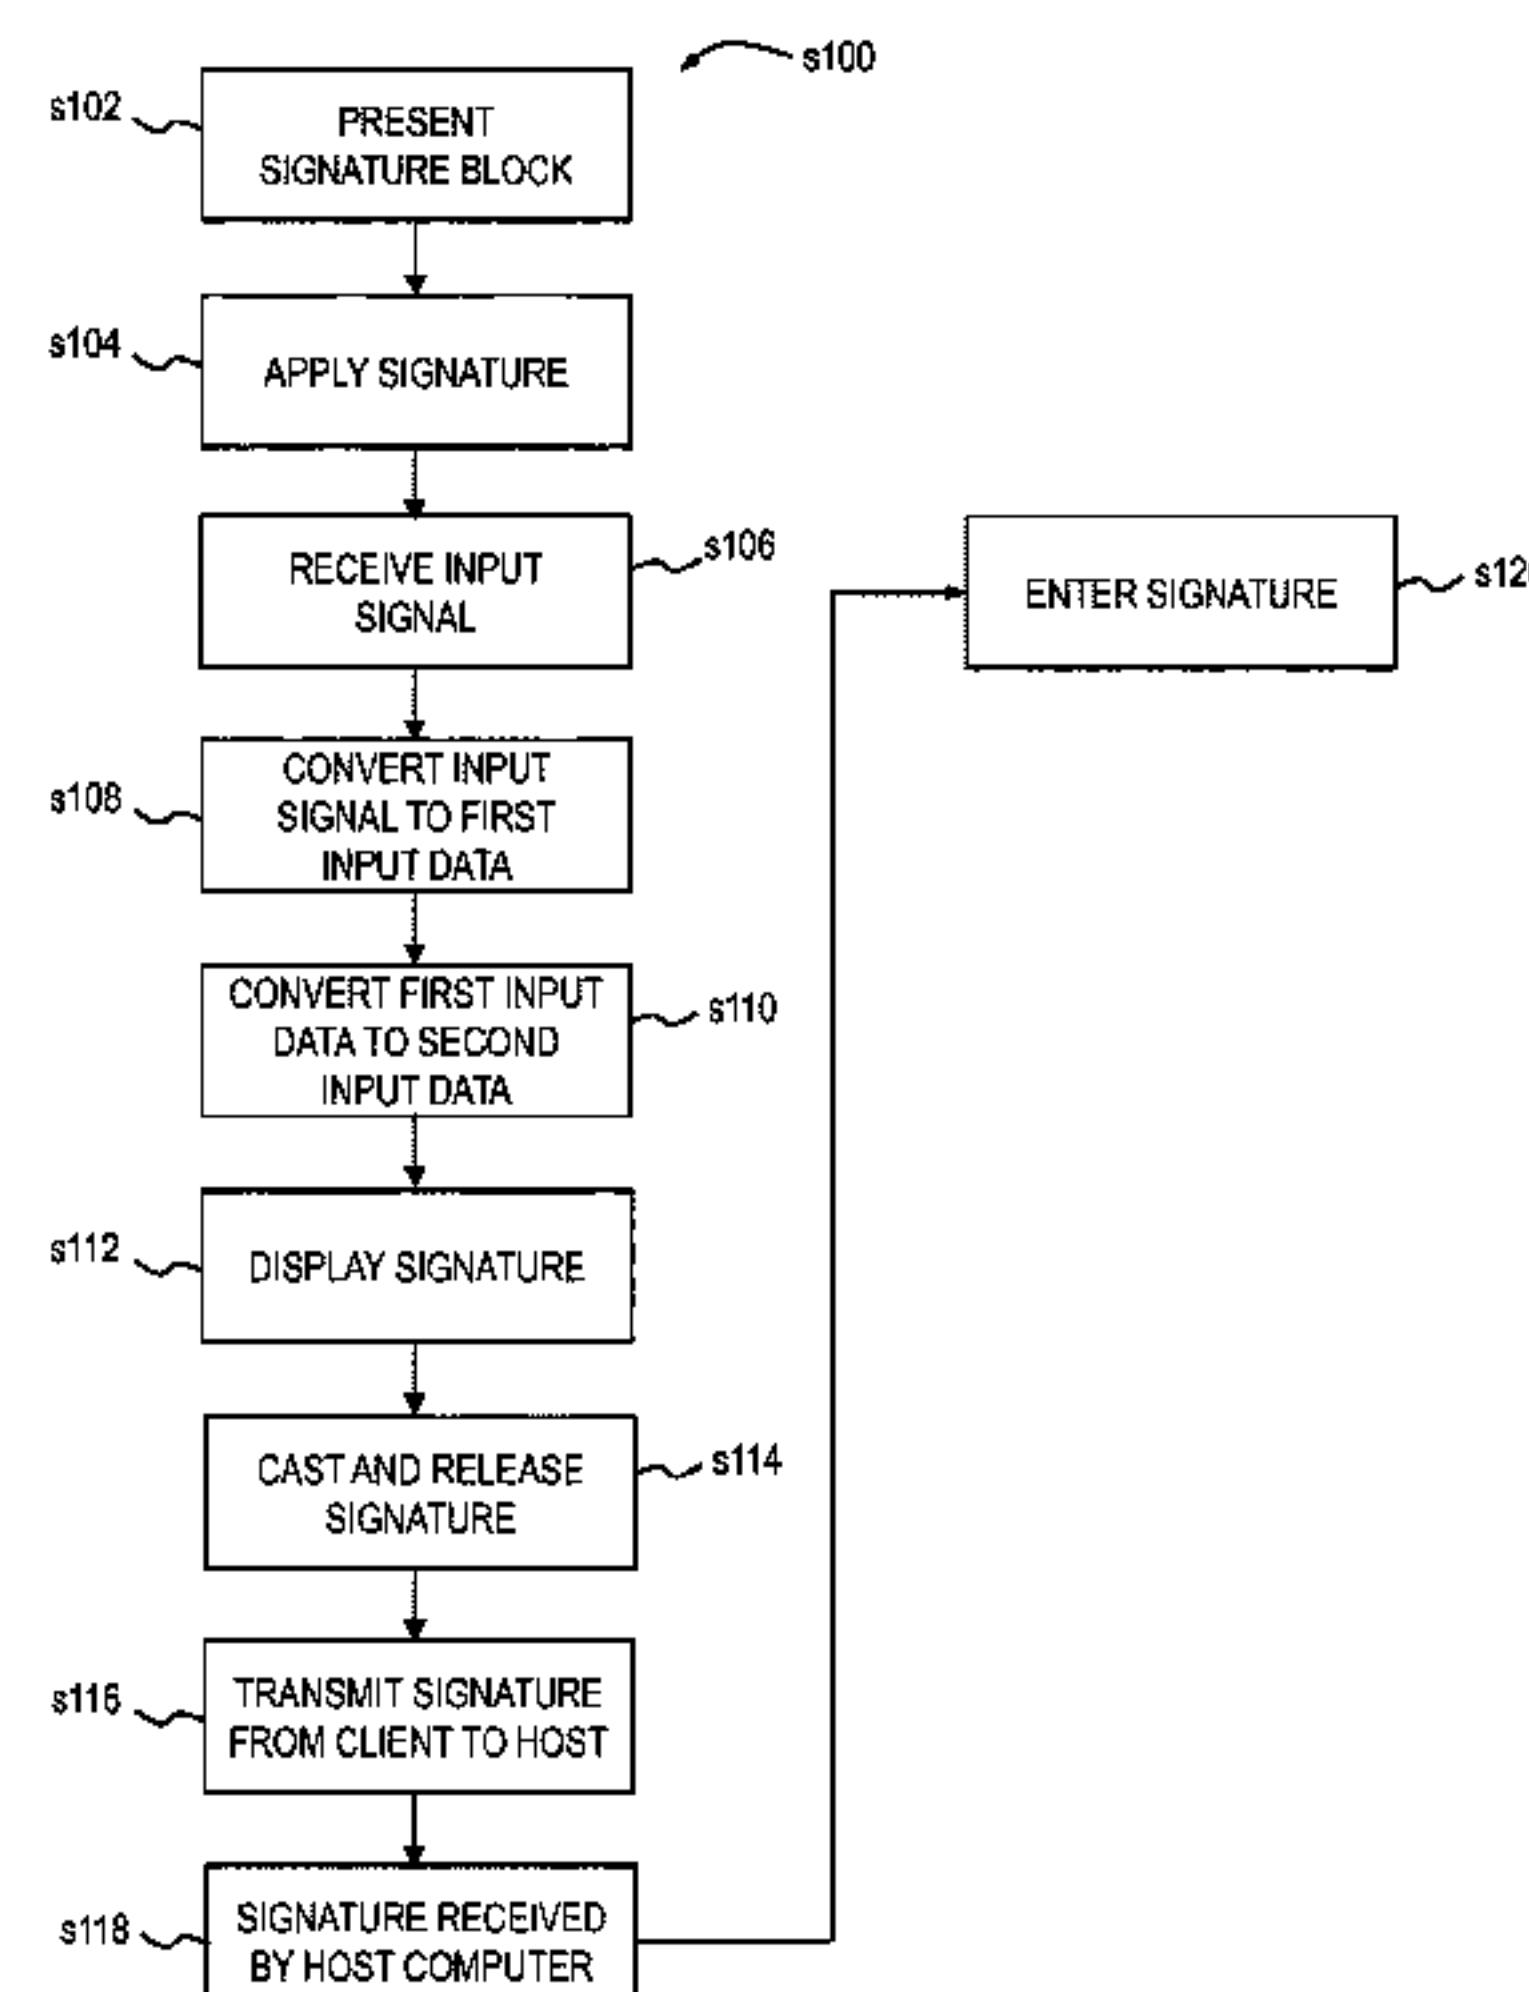 s100
s102
PRESENT
SIGNATURE BLOCK
s104
APPLY SIGNATURE
RECEIVE INPUT
SIGNAL
s106
ENTER SIGNATURE
s108
CONVERT INPUT
SIGNAL TO FIRST
INPUT DATA
CONVERT FIRST INPUT
DATA TO SECOND
INPUT DATA
s110
s112
DISPLAY SIGNATURE
CAST AND RELEASE
SIGNATURE
s114
s116
TRANSMIT SIGNATURE
FROM CLIENT TO HOST
s118
SIGNATURE RECEIVED
BY HOST COMPUTER